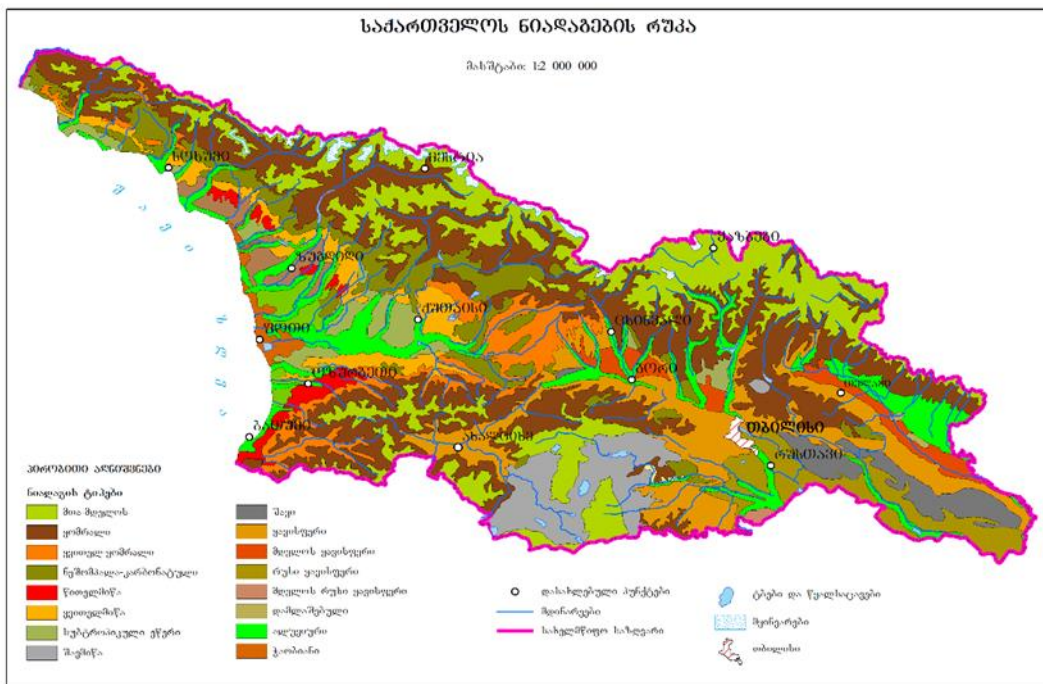 საქართველოს ნიადაგების რუკა
მასშტაბი: 1:2 000 000
სოხუმი
მესტია
შავი
ყაზბეგი
ზუგდიდი
ქუთაისი
ცხინვალი
ფოთი
ზღვა
ოზურგეთი
გორი
თელავი
ბათუმი
ახალციხე
თბილისი
რუსთავი
პირობითი აღნიშვნები
ნიადაგის ტიპები
მთა-მდელოს
ყომრალი
ყვითელ-ყომრალი
ნეშომპალა-კარბონატული
წითელმიწა
ყვითელმიწა
სუბტროპიკული ეწერი
შავმიწა
შავი
ყავისფერი
მდელოს ყავისფერი
რუხი ყავისფერი
მდელოს რუხი ყავისფერი
დამლაშებული
ალუვიური
ჭაობიანი
დასახლებული პუნქტები
მდინარეები
სახელმწიფო საზღვარი
ტბები და წყალსაცავები
მყინვარები
თბილისი